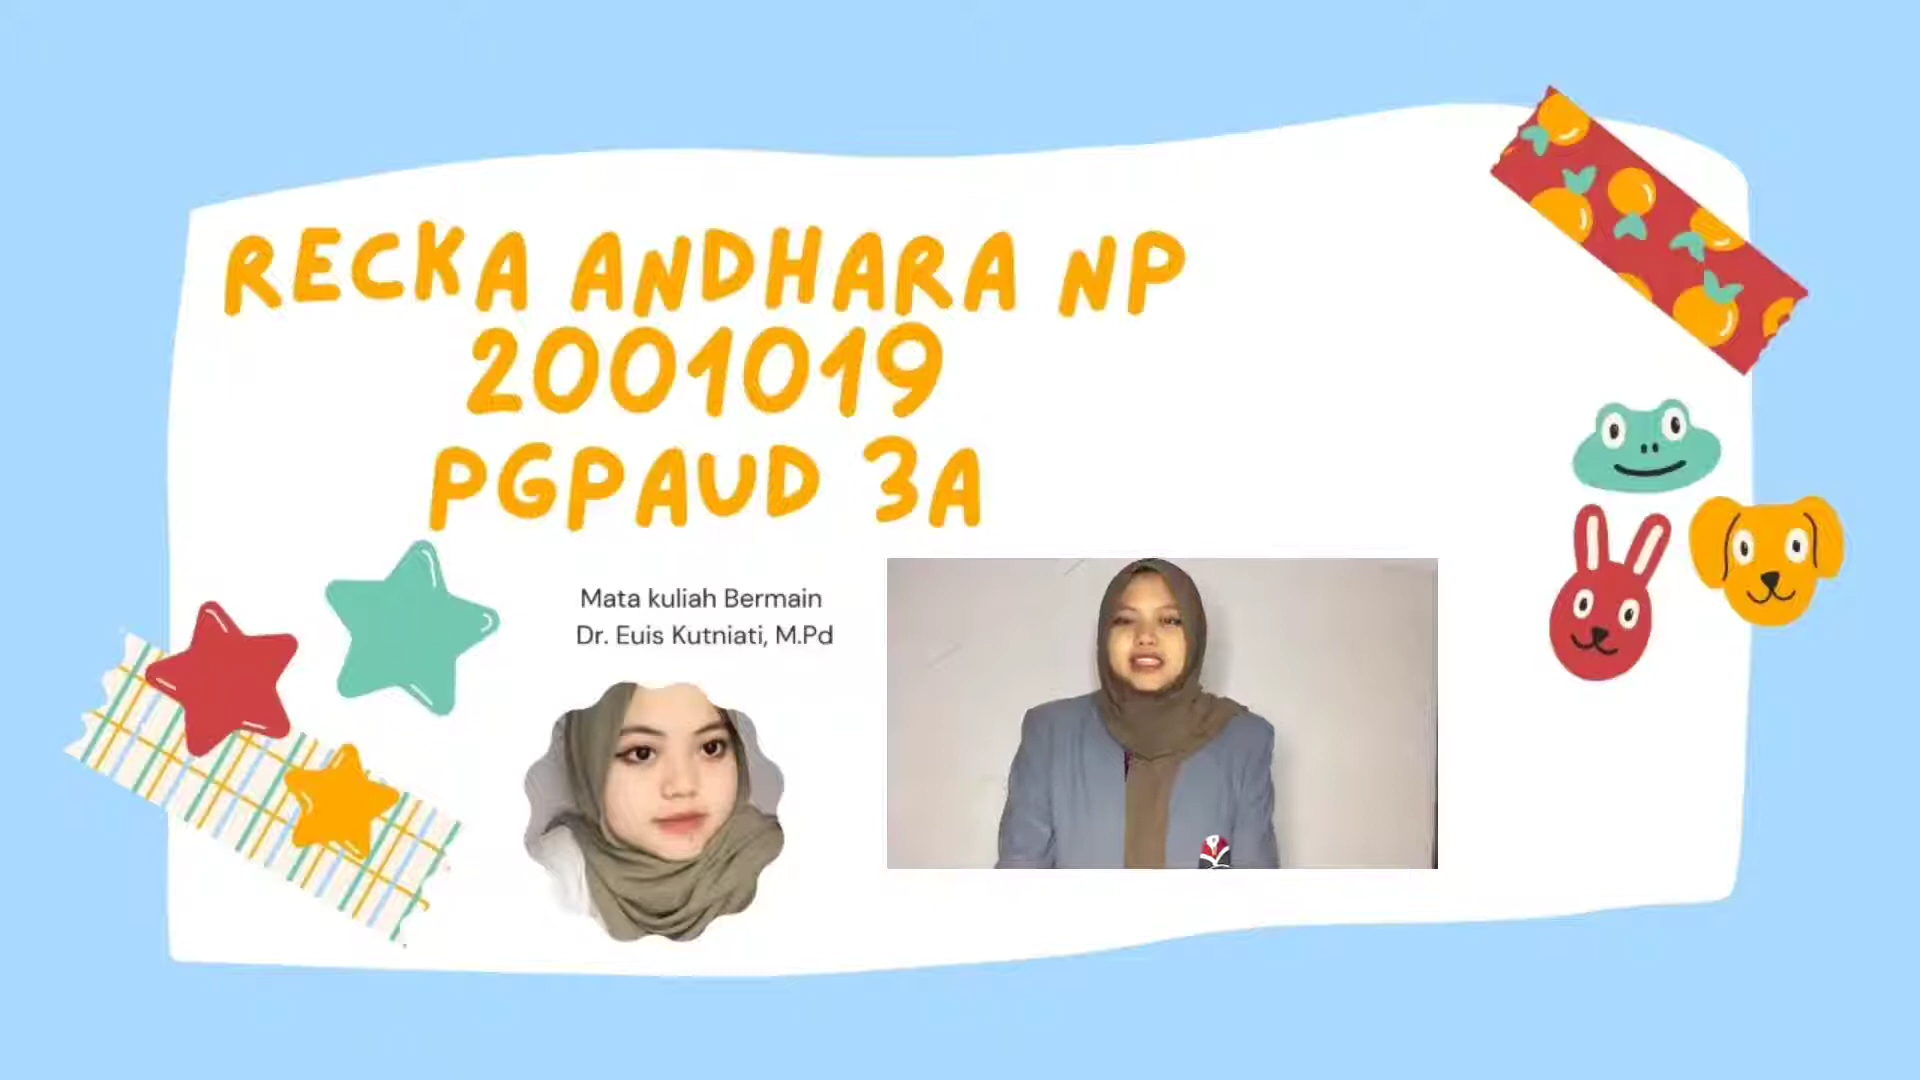 RECKA ANDHARA NP
2001019
PGPAUD 3A
Mata kuliah Bermain
Dr. Euis Kutniati, M.Pd